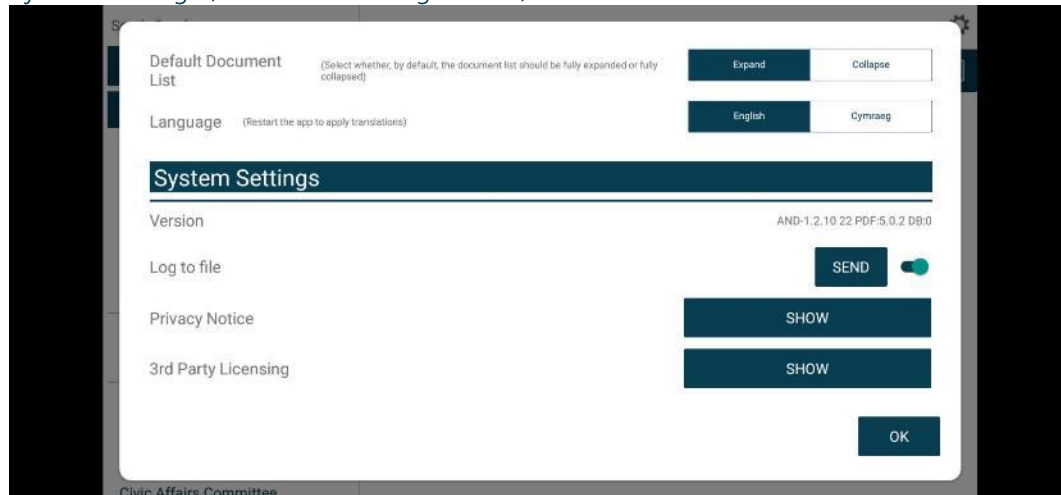 Default Document
List
(Select whether, by default, the document list should be fully expanded or fully
collapsed)
Expand
Collapse
Language
(Restart the app to apply translations)
English
Cymraeg
System Settings
Version
AND-1.2.10 22 PDF:5.0.2 DB:0
Log to file
SEND
Privacy Notice
SHOW
3rd Party Licensing
SHOW
OK
Civic Affairs Committee